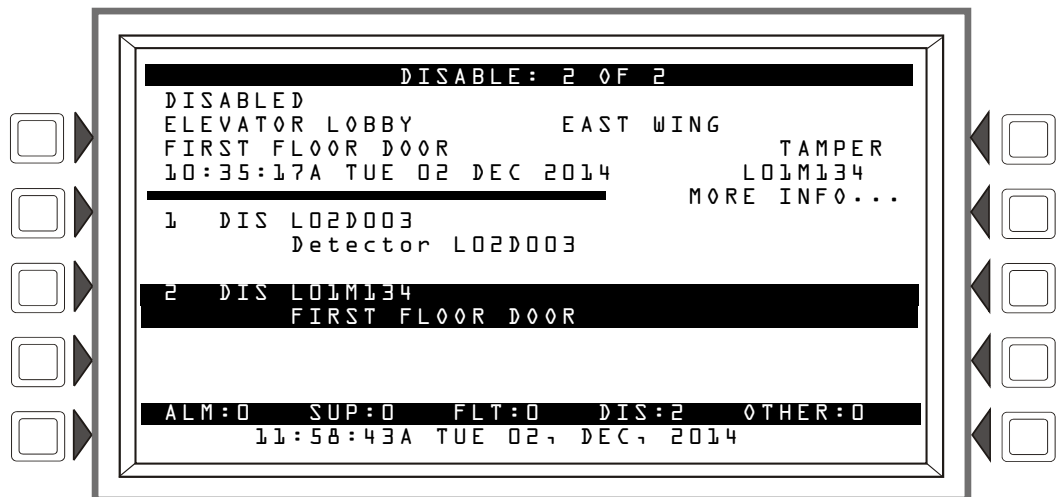 DISABLE: 2 OF 2
DISABLED
ELEVATOR LOBBY EAST WING
FIRST FLOOR DOOR TAMPER
10:35:17A TUE 02 DEC 2014 L01M134
MORE INFO...
1 DIS L02D003
Detector L02D003
2 DIS L01M134
FIRST FLOOR DOOR
ALM:0 SUP:0 FLT:0 DIS:2 OTHER:0
11:58:43A TUE 02, DEC, 2014